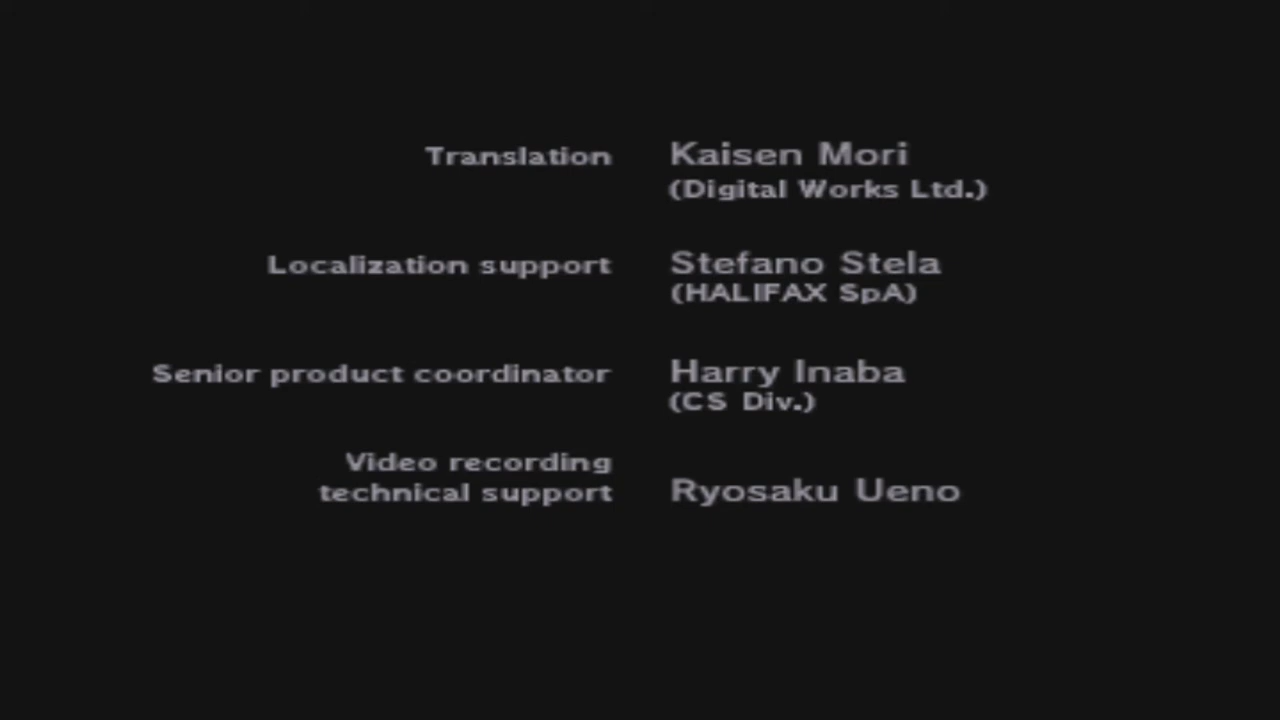 Translation Kaisen Mori
(Digital Works Ltd.)
Localization support Stefano Stela
(HALIFAX SpA)
Senior product coordinator Harry Inaba
(CS Div.)
Video recording
technical support Ryosaku Ueno